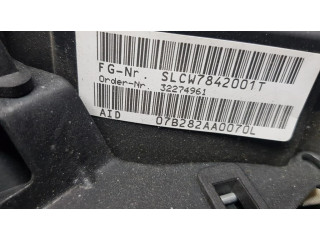 FG-Nr. SLCW7842001T
Order-Nr. 32274961
AID 07B282AA0070L